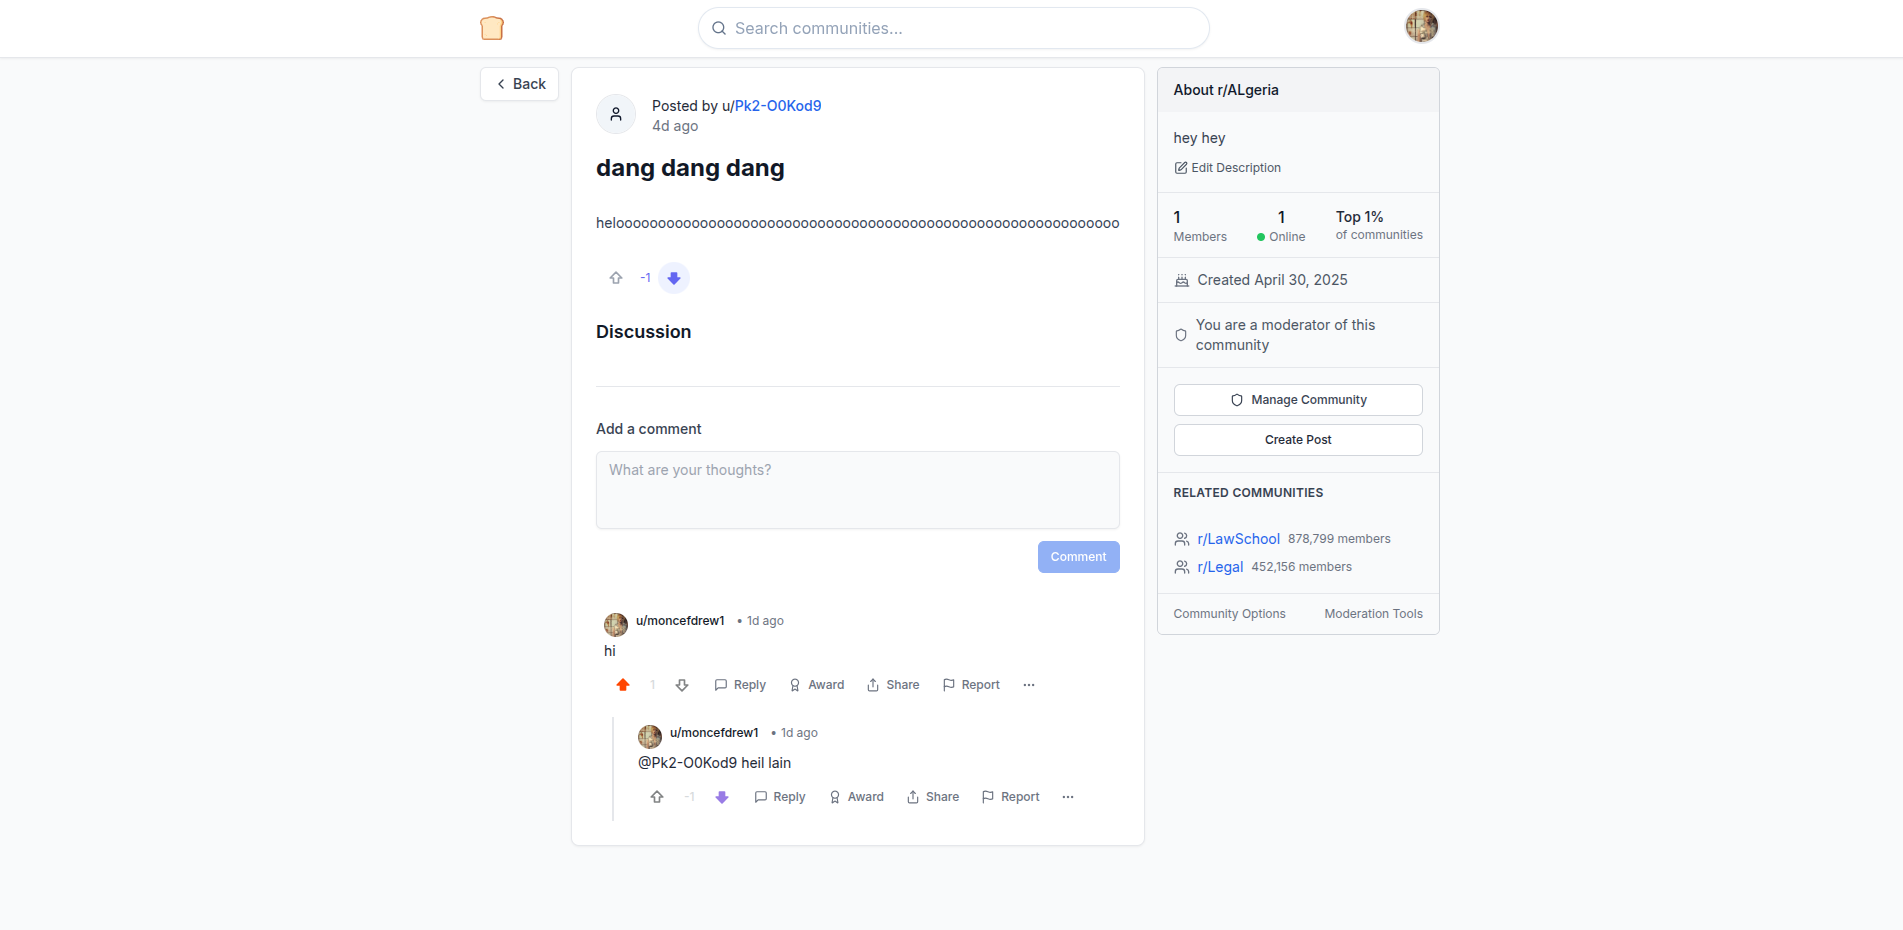 Search communities...
Back
Posted by u/Pk2-O0Kod9
4d ago
dang dang dang
heloooooooooooooooooooooooooooooooooooooooooooooooooooooooooooo
-1
Discussion
Add a comment
What are your thoughts?
Comment
u/moncefdrew1 • 1d ago
hi
1 Reply Award Share Report ...
u/moncefdrew1 • 1d ago
@Pk2-O0Kod9 heil lain
-1 Reply Award Share Report ...
About r/ALgeria
hey hey
Edit Description
1 1 Top 1%
Members Online of communities
Created April 30, 2025
You are a moderator of this
community
Manage Community
Create Post
RELATED COMMUNITIES
r/LawSchool 878,799 members
r/Legal 452,156 members
Community Options Moderation Tools